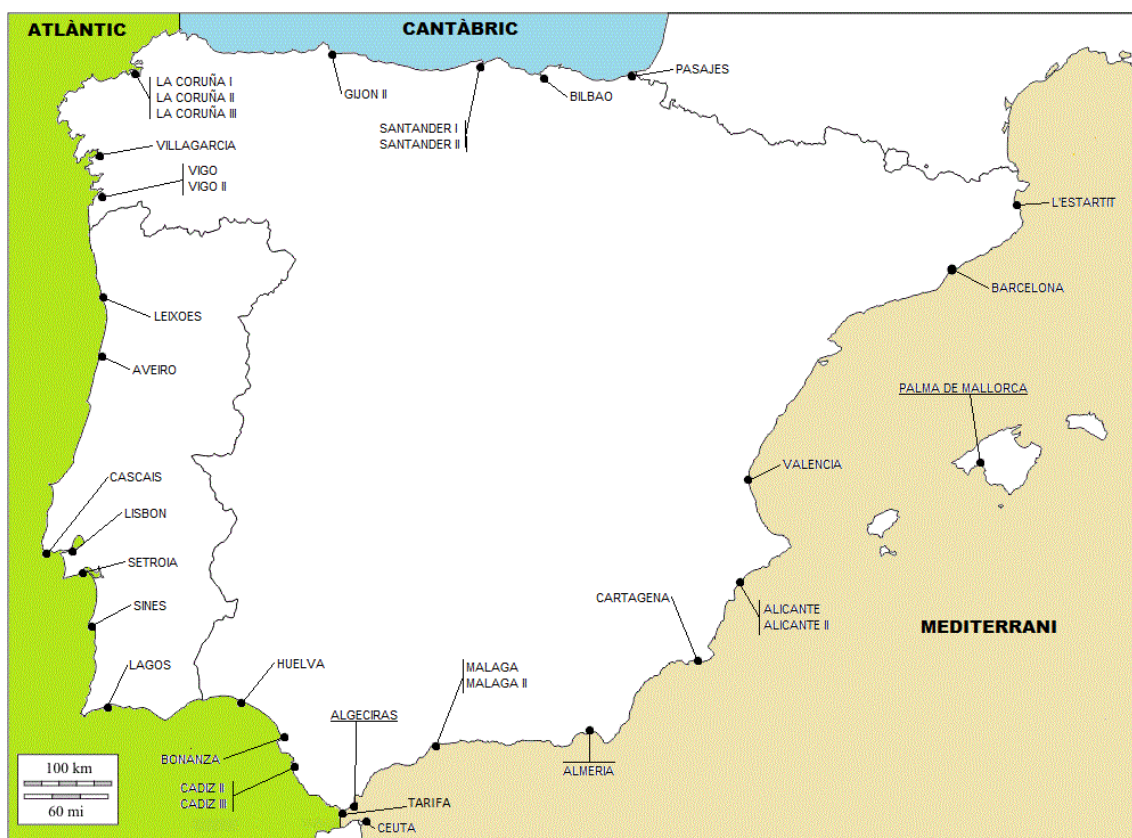 ATLÀNTIC
CANTÀBRIC
LA CORUÑA I
LA CORUÑA II
LA CORUÑA III
GIJON II
SANTANDER I
SANTANDER II
BILBAO
PASAJES
VILLAGARCIA
VIGO
VIGO II
L'ESTARTIT
BARCELONA
LEIXOES
AVEIRO
PALMA DE MALLORCA
VALENCIA
CASCAIS
LISBON
SETROIA
SINES
CARTAGENA
ALICANTE
ALICANTE II
MEDITERRANI
LAGOS
HUELVA
MALAGA
MALAGA II
ALGECIRAS
BONANZA
ALMERIA
CADIZ II
CADIZ III
TARIFA
CEUTA
100 km
60 mi